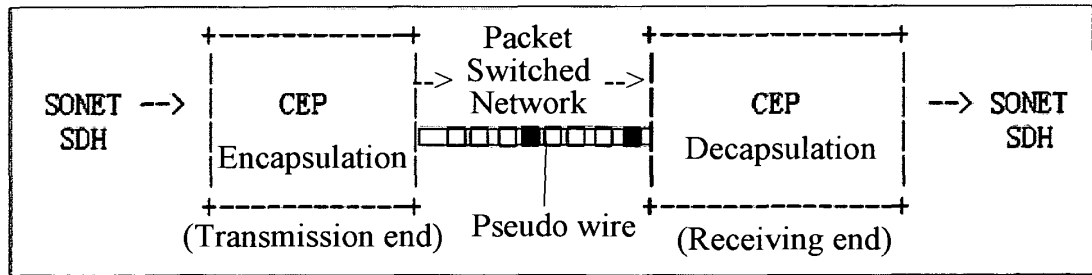 Packet
Switched
Network
SONET --> CEP --> --> CEP --> SONET
SDH SDH
Encapsulation Decapsulation
(Transmission end) Pseudo wire (Receiving end)